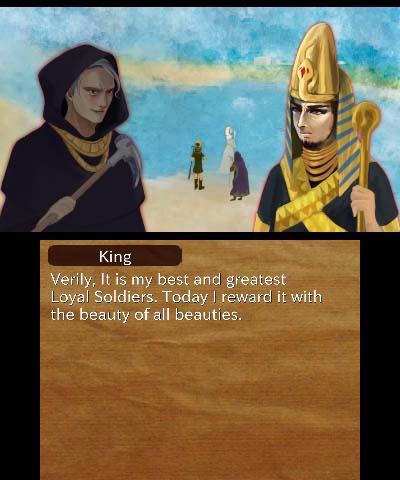 King
Verily, It is my best and greatest
Loyal Soldiers. Today I reward it with
the beauty of all beauties.